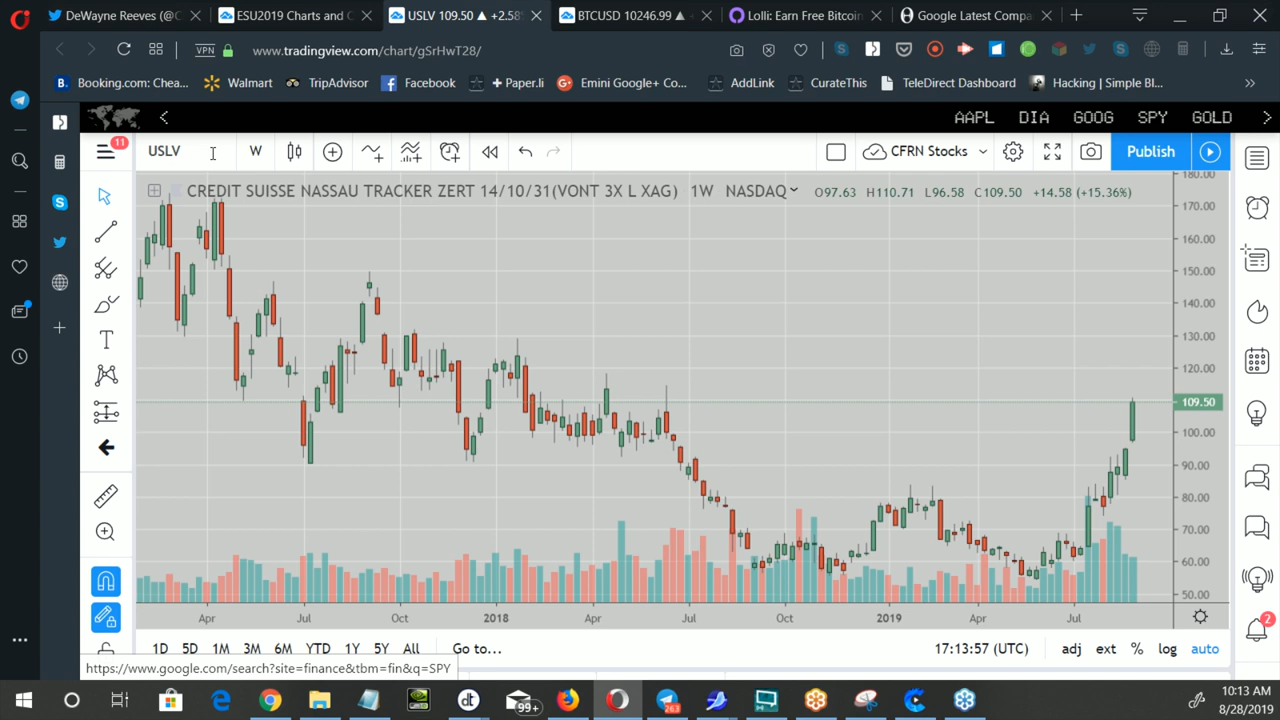 DeWayne Reeves (@C
ESU2019 Charts and C
USLV 109.50 ▲ +2.58%
BTCUSD 10246.99 ▲
Lolli: Earn Free Bitcoin
Google Latest Compa
VPN
www.tradingview.com/chart/gSrHwT28/
Booking.com: Chea...
Walmart
TripAdvisor
Facebook
+ Paper.li
Emini Google+ Co...
AddLink
CurateThis
TeleDirect Dashboard
Hacking | Simple Bl...
AAPL DIA GOOG SPY GOLD
11
USLV
W
CFRN Stocks
Publish
CREDIT SUISSE NASSAU TRACKER ZERT 14/10/31(VONT 3X L XAG) 1W NASDAQ O97.63 H110.71 L96.58 C109.50 +14.58 (+15.36%)
180.00
170.00
160.00
150.00
140.00
130.00
120.00
109.50
100.00
90.00
80.00
70.00
60.00
50.00
Apr Jul Oct 2018 Apr Jul Oct 2019 Apr Jul
1D 5D 1M 3M 6M YTD 1Y 5Y All Go to... 17:13:57 (UTC) adj ext % log auto
2
https://www.google.com/search?site=finance&tbm=fin&q=SPY
99+
dt
263
10:13 AM
8/28/2019